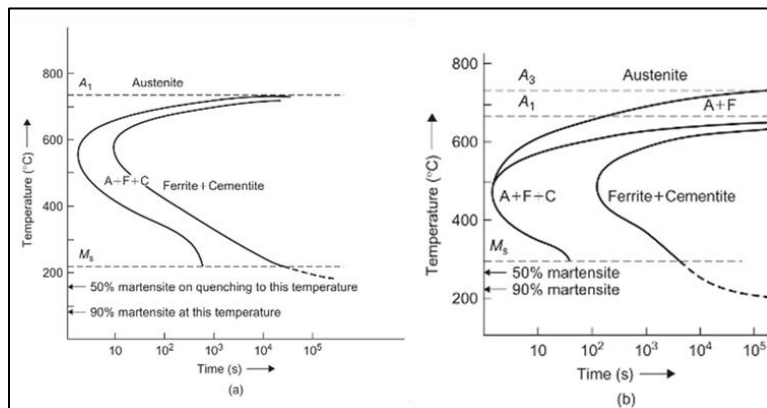 800
A₁
Austenite
600
Temperature (°C)
A+F+C
Ferrite+Cementite
400
Mₛ
200
50% martensite on quenching to this temperature
90% martensite at this temperature
10
10²
10³
10⁴
10⁵
Time (s)
(a)
800
A₃
Austenite
A₁
A+F
600
Temperature (°C)
A+F+C
Ferrite+Cementite
400
Mₛ
50% martensite
90% martensite
200
10
10²
10³
10⁴
10⁵
Time (s)
(b)